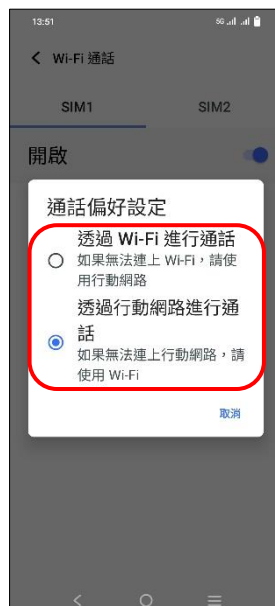 13:51
5G
Wi-Fi 通話
SIM1 SIM2
開啟
通話偏好設定
透過 Wi-Fi 進行通話
如果無法連上 Wi-Fi，請使
用行動網路
透過行動網路進行通
話
如果無法連上行動網路，請
使用 Wi-Fi
取消